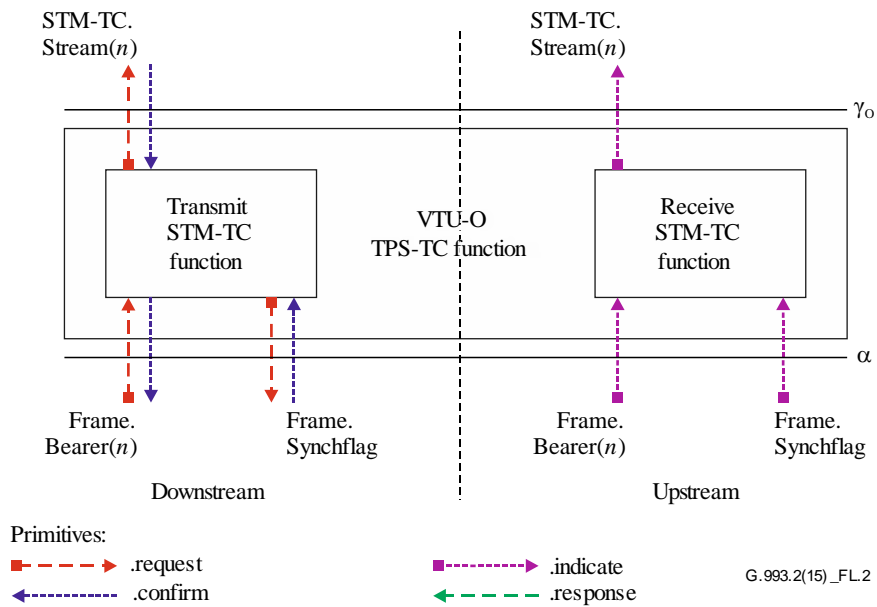 STM-TC.
Stream(n)
STM-TC.
Stream(n)
γO
Transmit
STM-TC
function
VTU-O
TPS-TC function
Receive
STM-TC
function
α
Frame.
Bearer(n)
Frame.
Synchflag
Frame.
Bearer(n)
Frame.
Synchflag
Downstream
Upstream
Primitives:
.request
.indicate
.confirm
.response
G.993.2(15)_FL.2